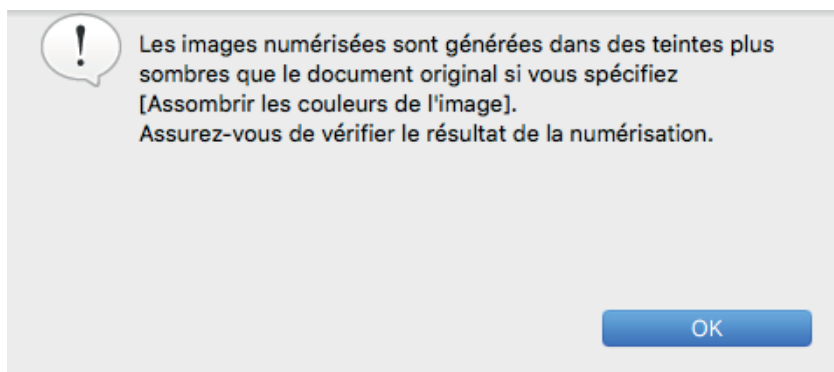 Les images numérisées sont générées dans des teintes plus
sombres que le document original si vous spécifiez
[Assombrir les couleurs de l'image].
Assurez-vous de vérifier le résultat de la numérisation.
OK